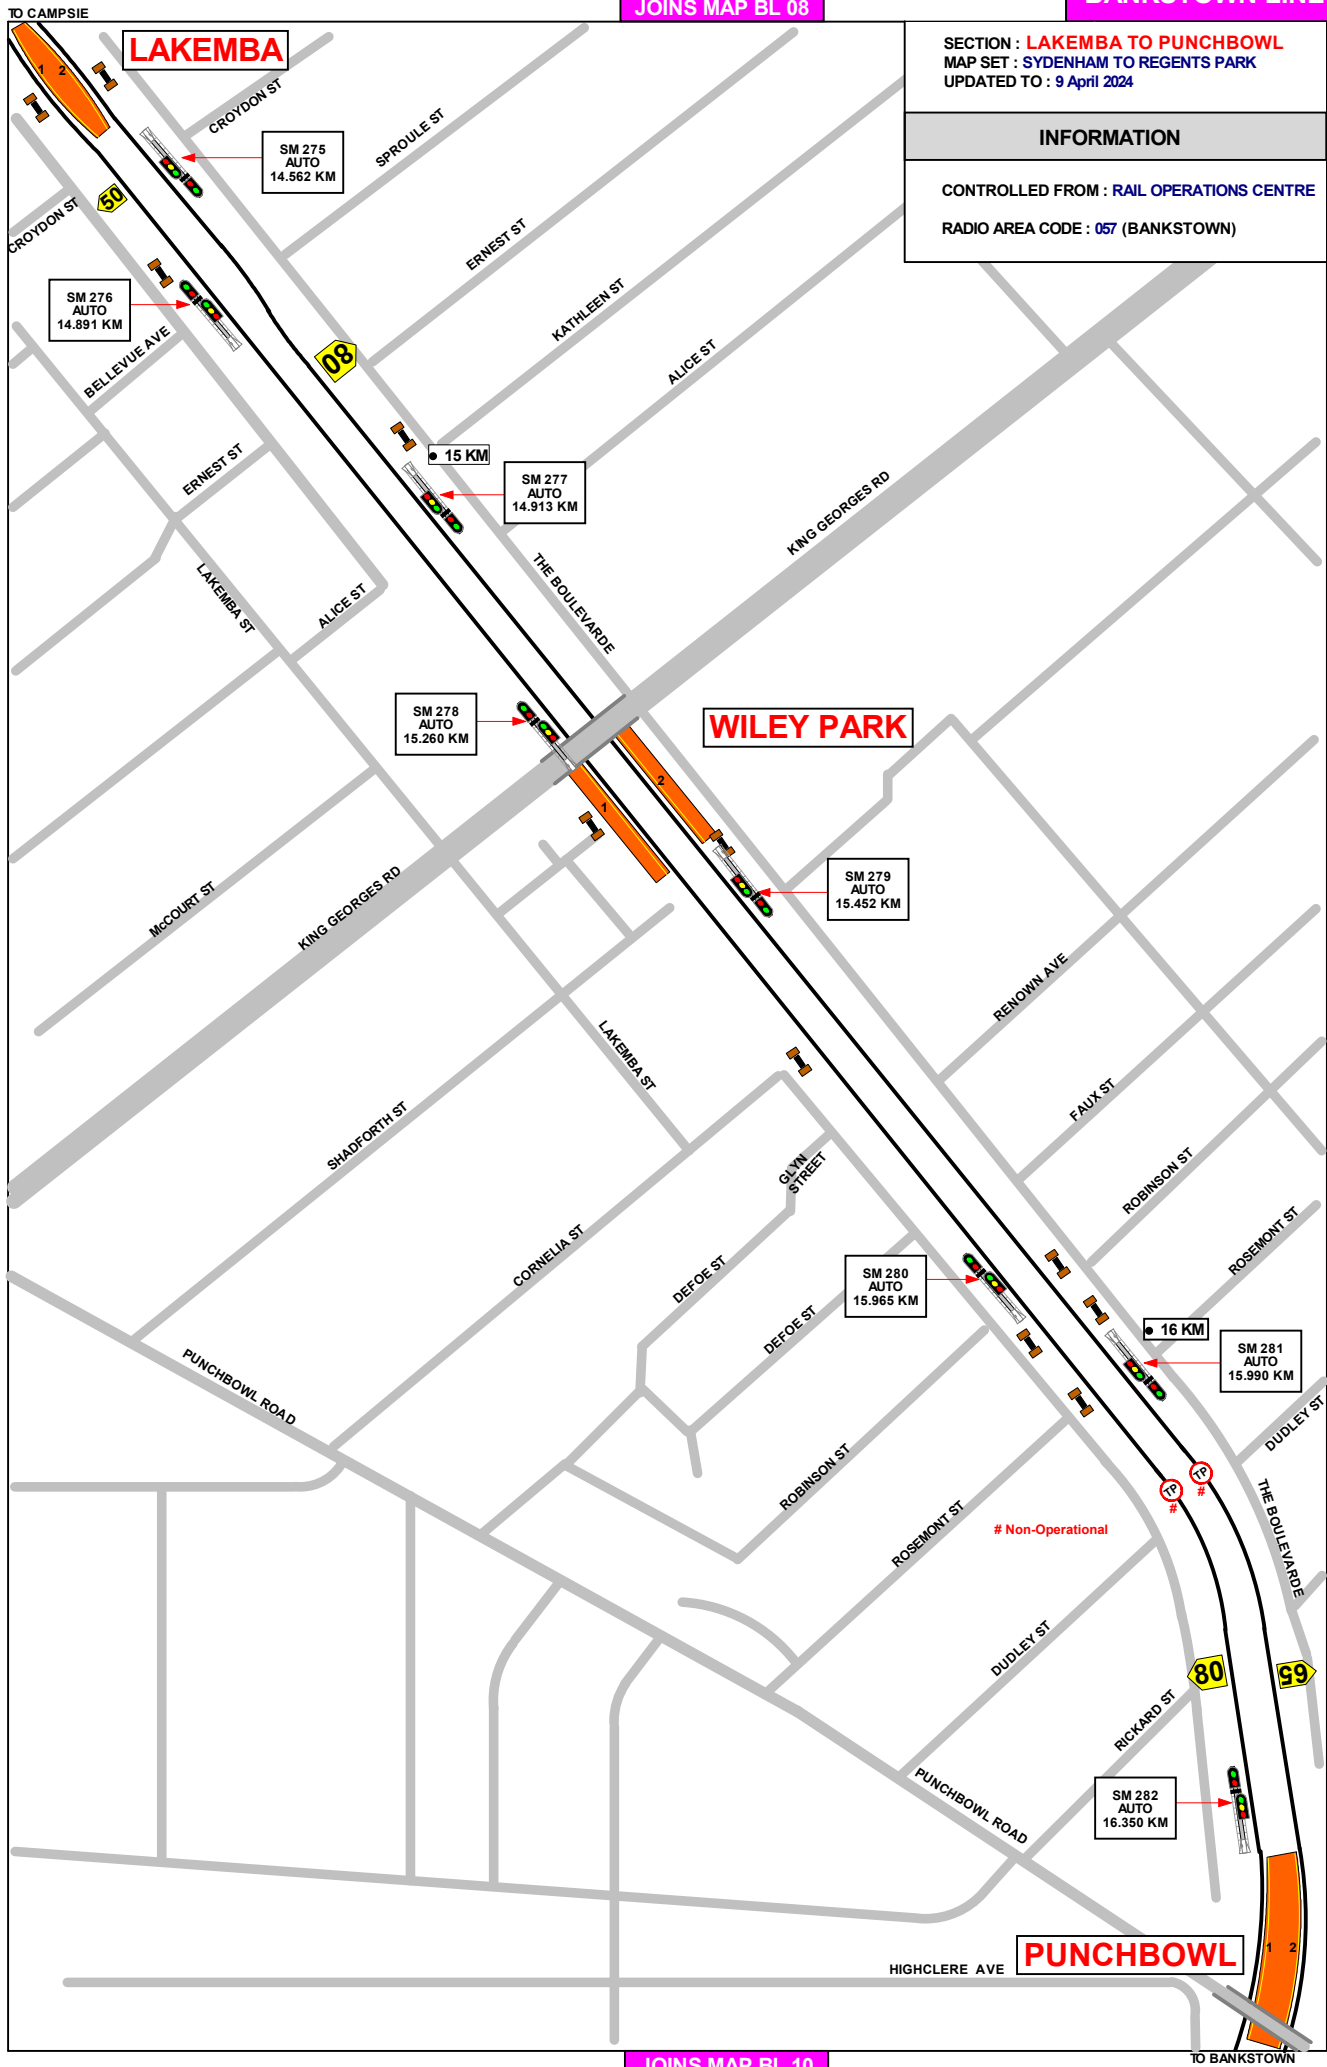 TO CAMPSIE
JOINS MAP BL 08
BANKSTOWN LINE
LAKEMBA
SECTION : LAKEMBA TO PUNCHBOWL
MAP SET : SYDENHAM TO REGENTS PARK
UPDATED TO : 9 April 2024
INFORMATION
CONTROLLED FROM : RAIL OPERATIONS CENTRE
RADIO AREA CODE : 057 (BANKSTOWN)
1 2
CROYDON ST
SPROULE ST
SM 275
AUTO
14.562 KM
50
CROYDON ST
ERNEST ST
SM 276
AUTO
14.891 KM
KATHLEEN ST
BELLEVUE AVE
80
ALICE ST
ERNEST ST
15 KM
SM 277
AUTO
14.913 KM
KING GEORGES RD
LAKEMBA ST
ALICE ST
THE BOULEVARDE
SM 278
AUTO
15.260 KM
WILEY PARK
2
1
SM 279
AUTO
15.452 KM
McCOURT ST
KING GEORGES RD
RENOWN AVE
LAKEMBA ST
FAUX ST
SHADFORTH ST
GLYN
STREET
ROBINSON ST
CORNELIA ST
ROSEMONT ST
DEFOE ST
SM 280
AUTO
15.965 KM
DEFOE ST
16 KM
SM 281
AUTO
15.990 KM
PUNCHBOWL ROAD
DUDLEY ST
ROBINSON ST
TP
#
TP
#
THE BOULEVARDE
ROSEMONT ST
# Non-Operational
DUDLEY ST
80
65
RICKARD ST
PUNCHBOWL ROAD
SM 282
AUTO
16.350 KM
HIGHCLERE AVE
PUNCHBOWL
1 2
JOINS MAP BL 10
TO BANKSTOWN